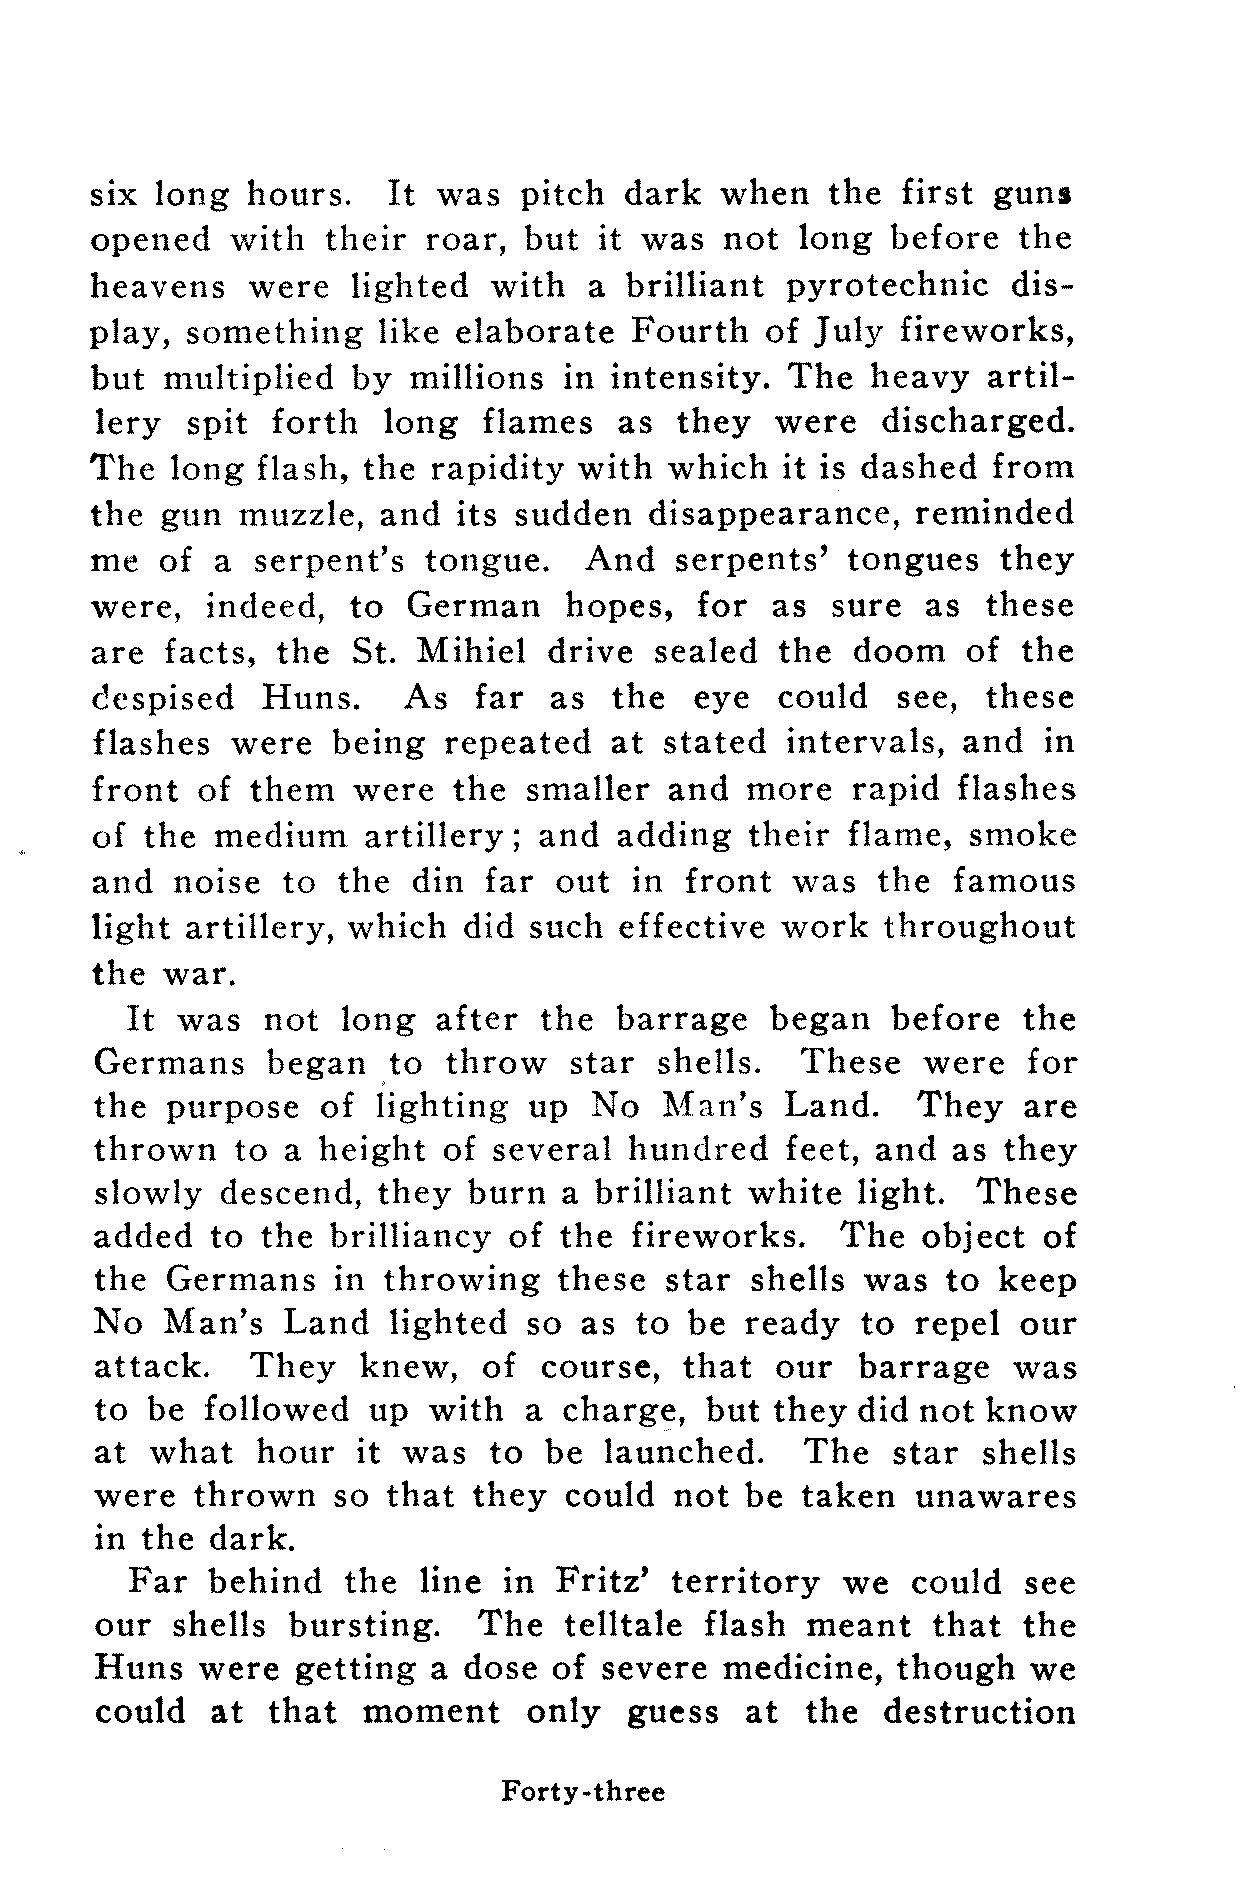 six long hours. It was pitch dark when the first guns
opened with their roar, but it was not long before the
heavens were lighted with a brilliant pyrotechnic dis-
play, something like elaborate Fourth of July fireworks,
but multiplied by millions in intensity. The heavy artil-
lery spit forth long flames as they were discharged.
The long flash, the rapidity with which it is dashed from
the gun muzzle, and its sudden disappearance, reminded
me of a serpent's tongue. And serpents' tongues they
were, indeed, to German hopes, for as sure as these
are facts, the St. Mihiel drive sealed the doom of the
despised Huns. As far as the eye could see, these
flashes were being repeated at stated intervals, and in
front of them were the smaller and more rapid flashes
of the medium artillery; and adding their flame, smoke
and noise to the din far out in front was the famous
light artillery, which did such effective work throughout
the war.
It was not long after the barrage began before the
Germans began to throw star shells. These were for
the purpose of lighting up No Man's Land. They are
thrown to a height of several hundred feet, and as they
slowly descend, they burn a brilliant white light. These
added to the brilliancy of the fireworks. The object of
the Germans in throwing these star shells was to keep
No Man's Land lighted so as to be ready to repel our
attack. They knew, of course, that our barrage was
to be followed up with a charge, but they did not know
at what hour it was to be launched. The star shells
were thrown so that they could not be taken unawares
in the dark.
Far behind the line in Fritz' territory we could see
our shells bursting. The telltale flash meant that the
Huns were getting a dose of severe medicine, though we
could at that moment only guess at the destruction
Forty-three